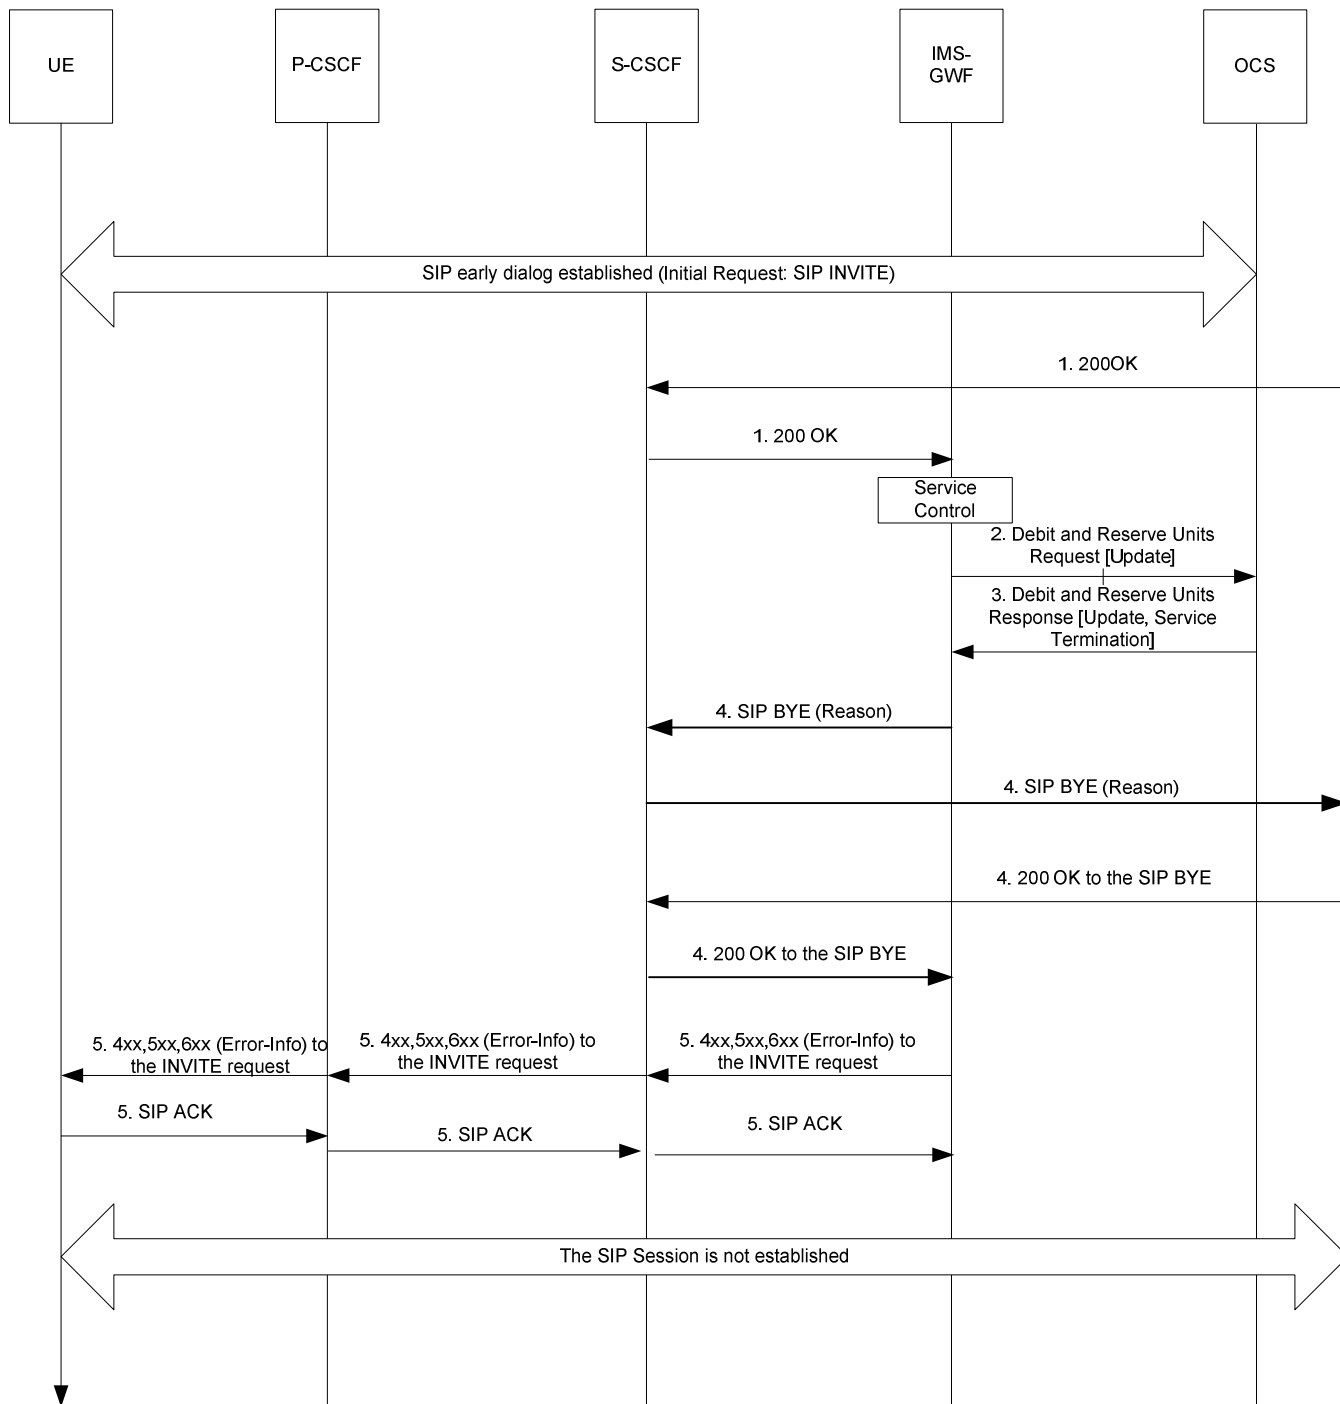 UE
P-CSCF
S-CSCF
IMS-
GWF
OCS
SIP early dialog established (Initial Request: SIP INVITE)
1. 200OK
1. 200 OK
Service
Control
2. Debit and Reserve Units
Request [Update]
3. Debit and Reserve Units
Response [Update, Service
Termination]
4. SIP BYE (Reason)
4. SIP BYE (Reason)
4. 200 OK to the SIP BYE
4. 200 OK to the SIP BYE
5. 4xx,5xx,6xx (Error-Info) to
the INVITE request
5. 4xx,5xx,6xx (Error-Info) to
the INVITE request
5. 4xx,5xx,6xx (Error-Info) to
the INVITE request
5. SIP ACK
5. SIP ACK
5. SIP ACK
The SIP Session is not established